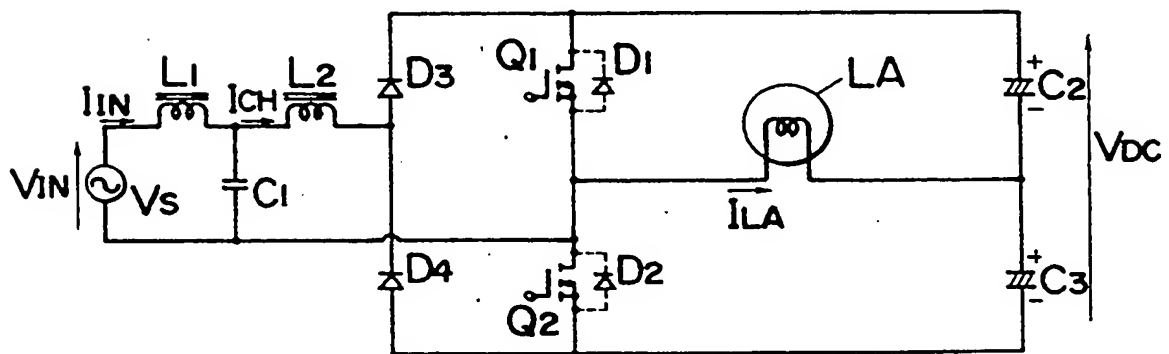 IIN
L1
ICH
L2
D3
Q1
D1
LA
+
-
C2
VIN
VS
C1
ILA
VDC
D4
Q2
D2
+
-
C3